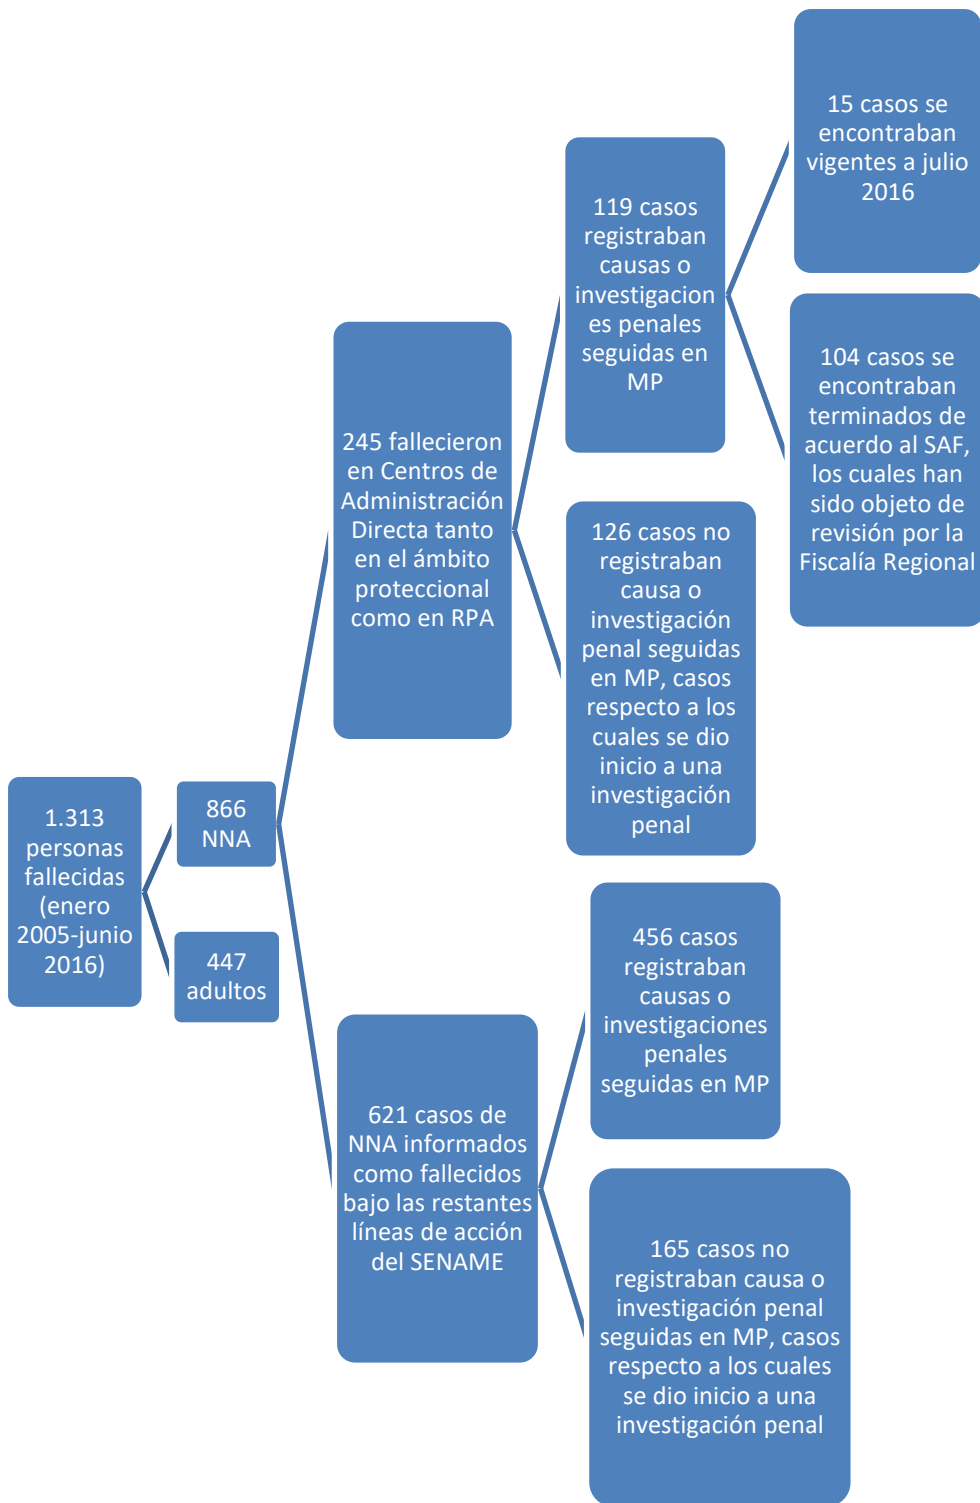 1.313
personas
fallecidas
(enero
2005-junio
2016)
866
NNA
447
adultos
245 fallecieron
en Centros de
Administración
Directa tanto
en el ámbito
proteccional
como en RPA
119 casos
registraban
causas o
investigacion
es penales
seguidas en
MP
15 casos se
encontraban
vigentes a julio
2016
104 casos se
encontraban
terminados de
acuerdo al SAF,
los cuales han
sido objeto de
revisión por la
Fiscalía Regional
126 casos no
registraban
causa o
investigación
penal seguidas
en MP, casos
respecto a los
cuales se dio
inicio a una
investigación
penal
621 casos de
NNA informados
como fallecidos
bajo las restantes
líneas de acción
del SENAME
456 casos
registraban
causas o
investigaciones
penales
seguidas en MP
165 casos no
registraban causa o
investigación penal
seguidas en MP, casos
respecto a los cuales
se dio inicio a una
investigación penal